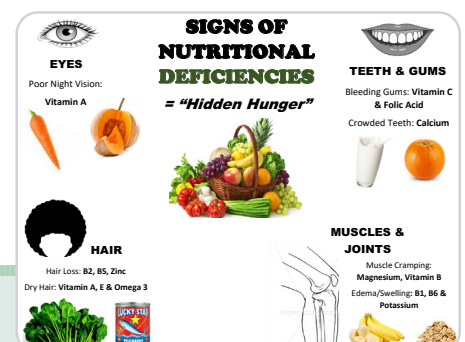 SIGNS OF
NUTRITIONAL
DEFICIENCIES
= "Hidden Hunger"
EYES
Poor Night Vision:
Vitamin A
TEETH & GUMS
Bleeding Gums: Vitamin C
& Folic Acid
Crowded Teeth: Calcium
HAIR
Hair Loss: B2, B5, Zinc
Dry Hair: Vitamin A, E & Omega 3
LUCKY STAR
MUSCLES &
JOINTS
Muscle Cramping:
Magnesium, Vitamin B
Edema/Swelling: B1, B6 &
Potassium